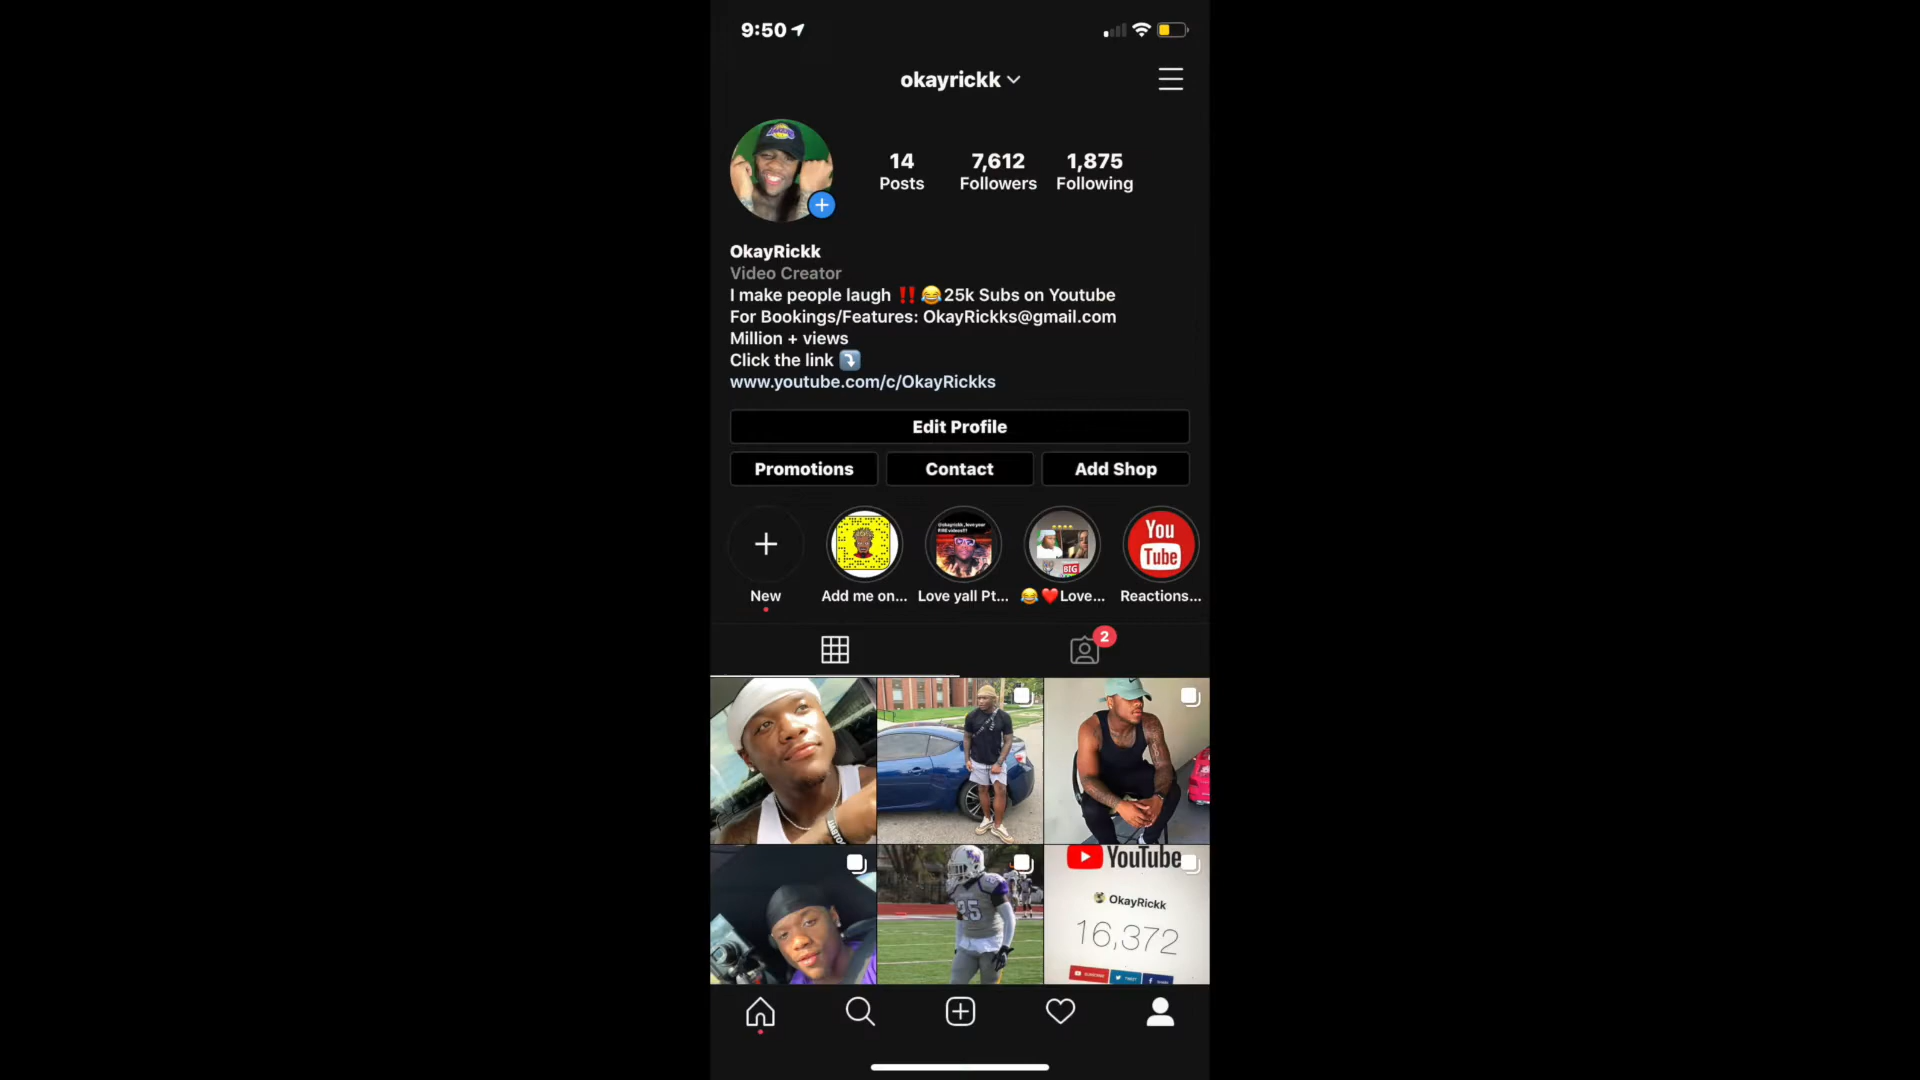 9:50
okayrickk
14
Posts
7,612
Followers
1,875
Following
OkayRickk
Video Creator
I make people laugh ‼️😂25k Subs on Youtube
For Bookings/Features: OkayRickks@gmail.com
Million + views
Click the link ⤵️
www.youtube.com/c/OkayRickks
Edit Profile
Promotions
Contact
Add Shop
You
Tube
BIG
New
Add me on...
Love yall Pt...
😂❤️Love...
Reactions...
2
25
YouTube
OkayRickk
16,372